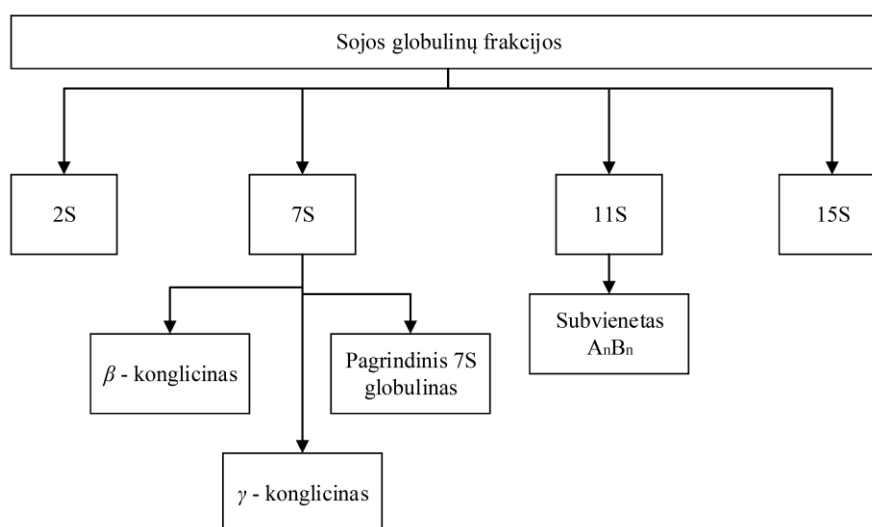 Sojos globulinų frakcijos
2S
7S
11S
15S
β - konglicinas
Pagrindinis 7S
globulinas
Subvienetas
AnBn
γ - konglicinas